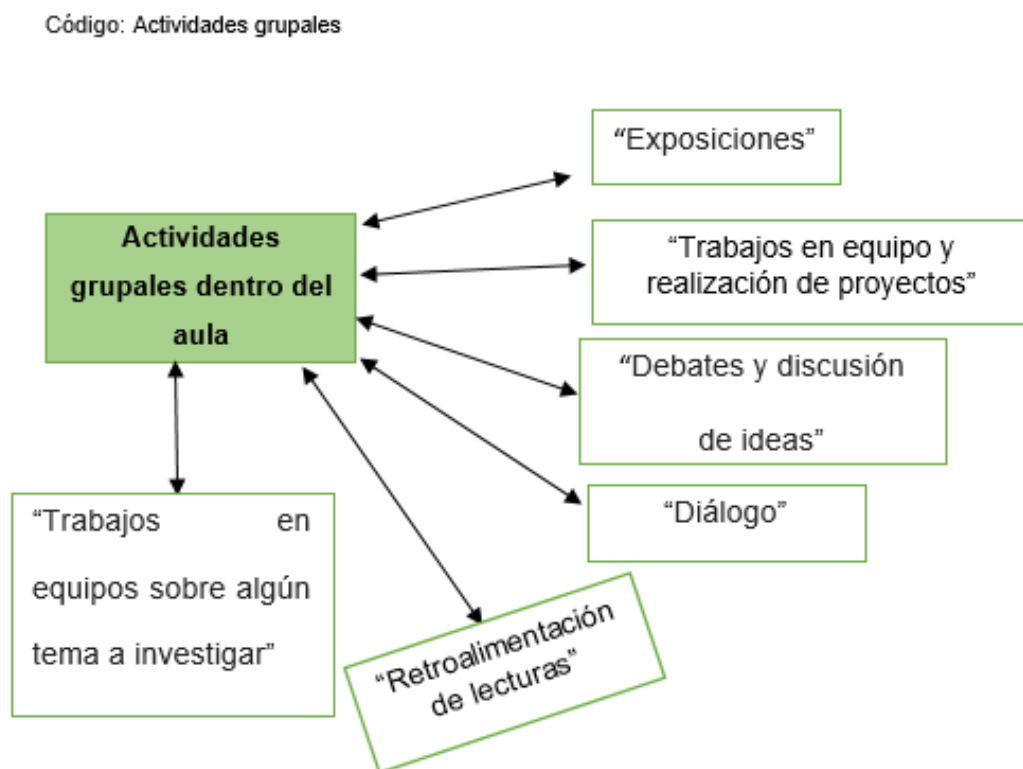 Código: Actividades grupales
“Exposiciones”
Actividades
grupales dentro del
aula
“Trabajos en equipo y
realización de proyectos”
“Debates y discusión
de ideas”
“Diálogo”
“Trabajos en
equipos sobre algún
tema a investigar”
“Retroalimentación
de lecturas”